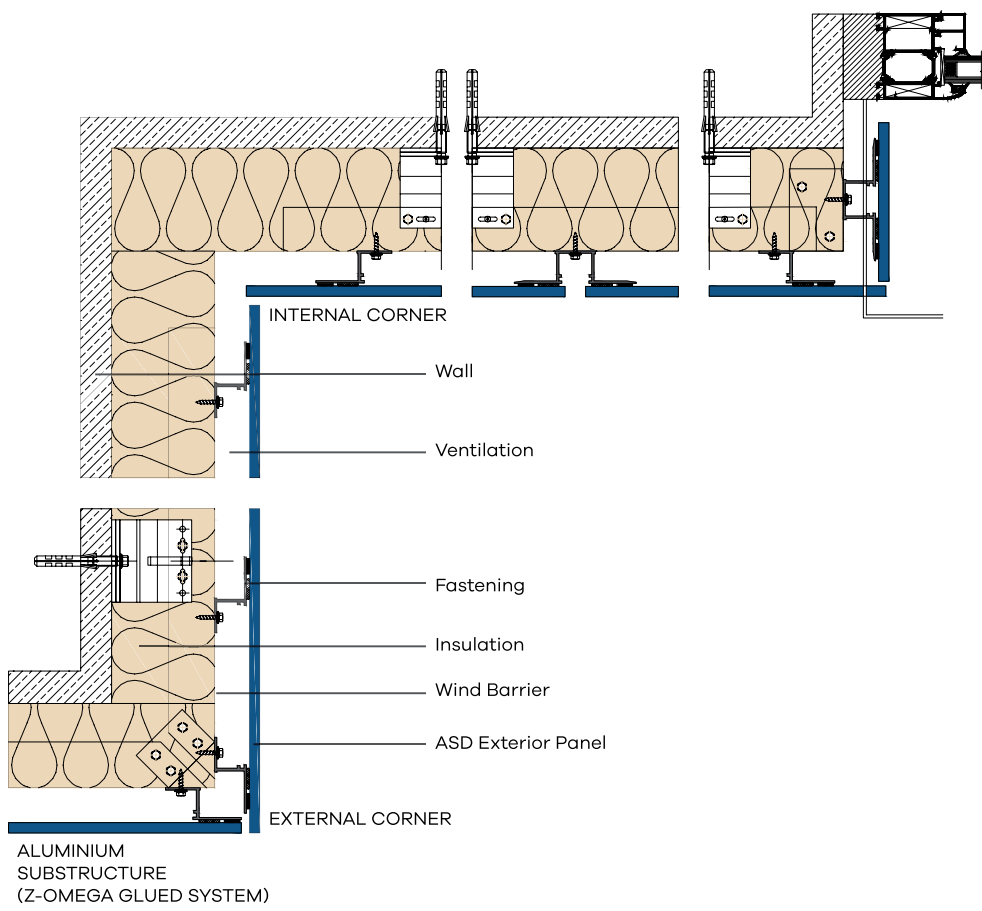 INTERNAL CORNER
Wall
Ventilation
Fastening
Insulation
Wind Barrier
ASD Exterior Panel
EXTERNAL CORNER
ALUMINIUM
SUBSTRUCTURE
(Z-OMEGA GLUED SYSTEM)